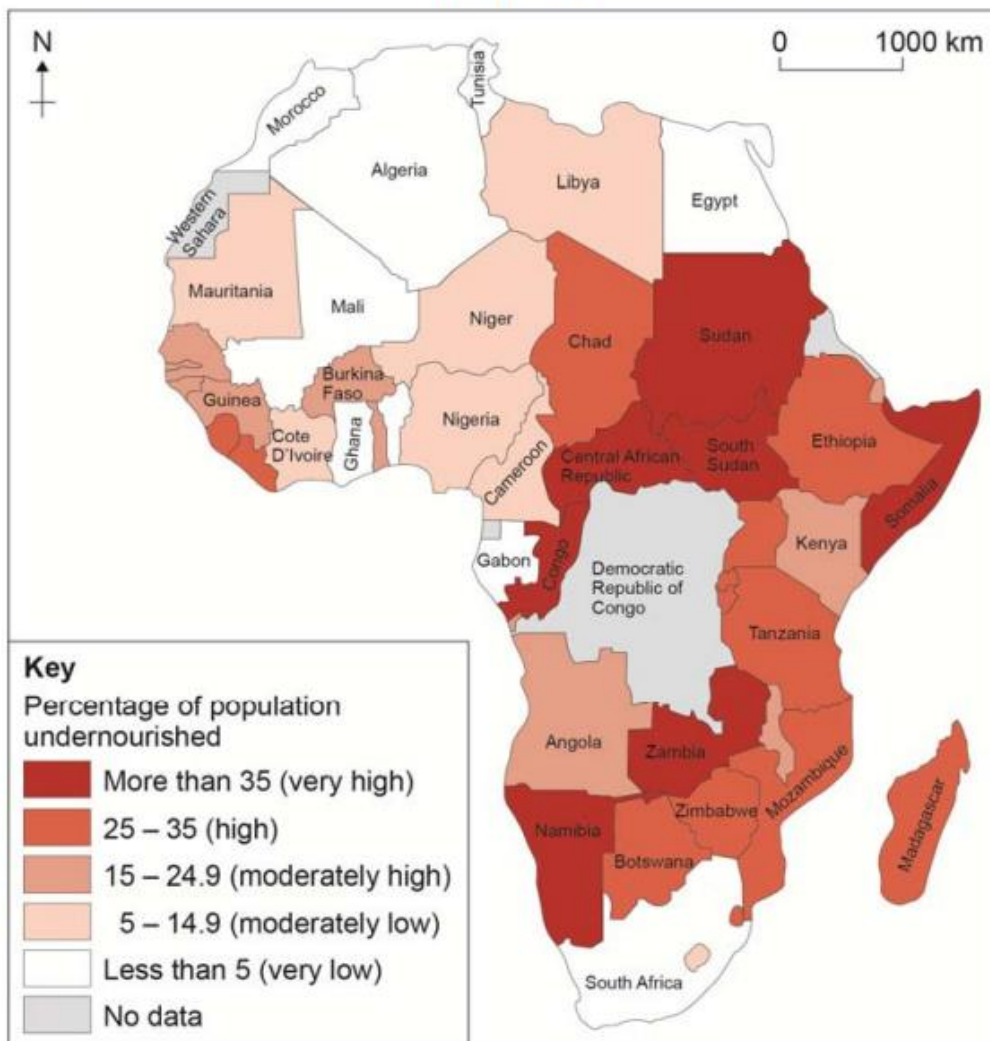 N
0 1000 km
Tunisia
Morocco
Algeria
Libya
Egypt
Western
Sahara
Mauritania
Mali
Niger
Chad
Sudan
Burkina
Faso
Guinea
Nigeria
Cote
D'Ivoire
Ghana
Cameroon
Central African
Republic
South
Sudan
Ethiopia
Somalia
Gabon
Congo
Democratic
Republic of
Congo
Kenya
Tanzania
Angola
Zambia
Mozambique
Zimbabwe
Namibia
Botswana
Madagascar
South Africa
Key
Percentage of population
undernourished
More than 35 (very high)
25 – 35 (high)
15 – 24.9 (moderately high)
5 – 14.9 (moderately low)
Less than 5 (very low)
No data